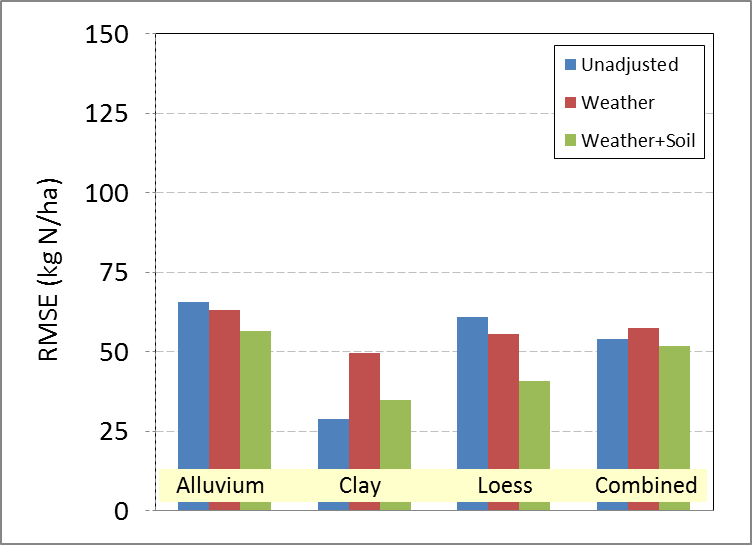 150
125
100
75
50
25
0
RMSE (kg N/ha)
Unadjusted
Weather
Weather+Soil
Alluvium Clay Loess Combined